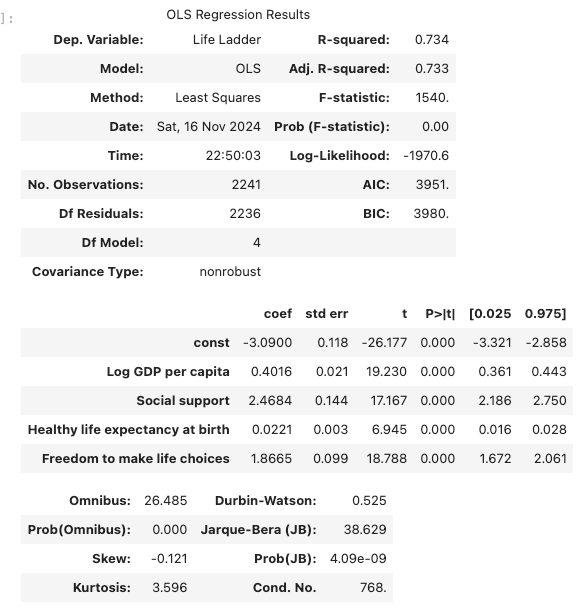 ]:
OLS Regression Results
Dep. Variable: Life Ladder R-squared: 0.734
Model: OLS Adj. R-squared: 0.733
Method: Least Squares F-statistic: 1540.
Date: Sat, 16 Nov 2024 Prob (F-statistic): 0.00
Time: 22:50:03 Log-Likelihood: -1970.6
No. Observations: 2241 AIC: 3951.
Df Residuals: 2236 BIC: 3980.
Df Model: 4
Covariance Type: nonrobust
coef std err t P>|t| [0.025 0.975]
const -3.0900 0.118 -26.177 0.000 -3.321 -2.858
Log GDP per capita 0.4016 0.021 19.230 0.000 0.361 0.443
Social support 2.4684 0.144 17.167 0.000 2.186 2.750
Healthy life expectancy at birth 0.0221 0.003 6.945 0.000 0.016 0.028
Freedom to make life choices 1.8665 0.099 18.788 0.000 1.672 2.061
Omnibus: 26.485 Durbin-Watson: 0.525
Prob(Omnibus): 0.000 Jarque-Bera (JB): 38.629
Skew: -0.121 Prob(JB): 4.09e-09
Kurtosis: 3.596 Cond. No. 768.